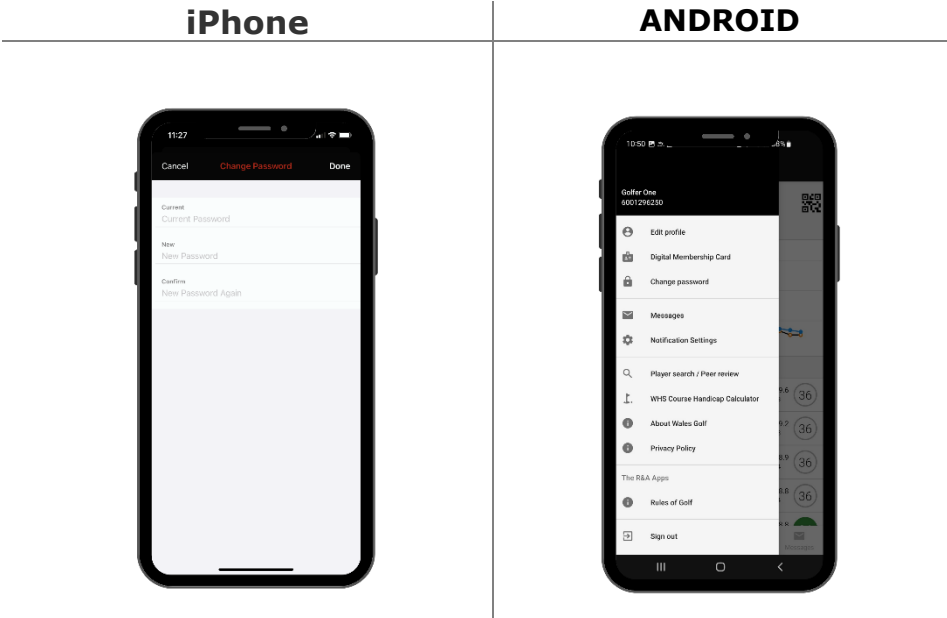 iPhone
ANDROID
11:27
Cancel
Change Password
Done
Current
Current Password
New
New Password
Confirm
New Password Again
10:50
Golfer One
6001296250
Edit profile
Digital Membership Card
Change password
Messages
Notification Settings
Player search / Peer review
WHS Course Handicap Calculator
About Wales Golf
Privacy Policy
The R&A Apps
Rules of Golf
Sign out
36
36
36
36
Messages